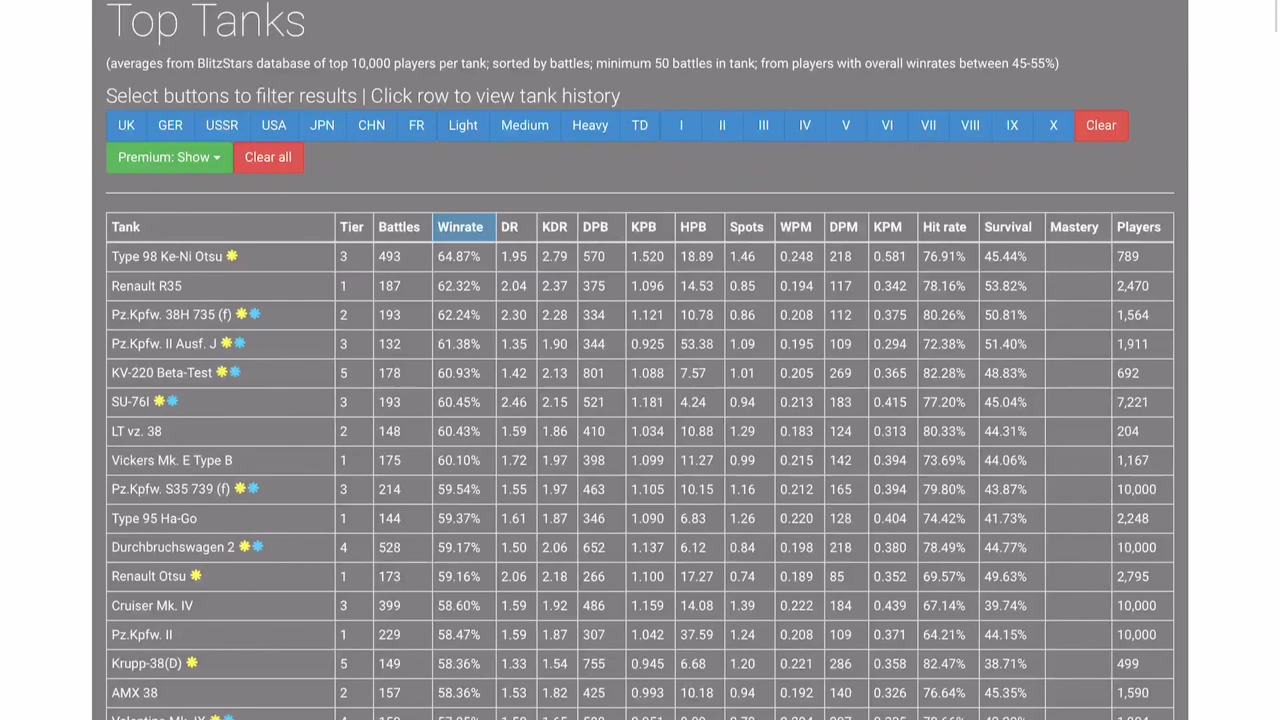 Top Tanks
(averages from BlitzStars database of top 10,000 players per tank; sorted by battles; minimum 50 battles in tank; from players with overall winrates between 45-55%)
Select buttons to filter results | Click row to view tank history
UK GER USSR USA JPN CHN FR Light Medium Heavy TD I II III IV V VI VII VIII IX X Clear
Premium: Show Clear all
Tank Tier Battles Winrate DR KDR DPB KPB HPB Spots WPM DPM KPM Hit rate Survival Mastery Players
Type 98 Ke-Ni Otsu 3 493 64.87% 1.95 2.79 570 1.520 18.89 1.46 0.248 218 0.581 76.91% 45.44% 789
Renault R35 1 187 62.32% 2.04 2.37 375 1.096 14.53 0.85 0.194 117 0.342 78.16% 53.82% 2,470
Pz.Kpfw. 38H 735 (f) 2 193 62.24% 2.30 2.28 334 1.121 10.78 0.86 0.208 112 0.375 80.26% 50.81% 1,564
Pz.Kpfw. II Ausf. J 3 132 61.38% 1.35 1.90 344 0.925 53.38 1.09 0.195 109 0.294 72.38% 51.40% 1,911
KV-220 Beta-Test 5 178 60.93% 1.42 2.13 801 1.088 7.57 1.01 0.205 269 0.365 82.28% 48.83% 692
SU-76I 3 193 60.45% 2.46 2.15 521 1.181 4.24 0.94 0.213 183 0.415 77.20% 45.04% 7,221
LT vz. 38 2 148 60.43% 1.59 1.86 410 1.034 10.88 1.29 0.183 124 0.313 80.33% 44.31% 204
Vickers Mk. E Type B 1 175 60.10% 1.72 1.97 398 1.099 11.27 0.99 0.215 142 0.394 73.69% 44.06% 1,167
Pz.Kpfw. S35 739 (f) 3 214 59.54% 1.55 1.97 463 1.105 10.15 1.16 0.212 165 0.394 79.80% 43.87% 10,000
Type 95 Ha-Go 1 144 59.37% 1.61 1.87 346 1.090 6.83 1.26 0.220 128 0.404 74.42% 41.73% 2,248
Durchbruchswagen 2 4 528 59.17% 1.50 2.06 652 1.137 6.12 0.84 0.198 218 0.380 78.49% 44.77% 10,000
Renault Otsu 1 173 59.16% 2.06 2.18 266 1.100 17.27 0.74 0.189 85 0.352 69.57% 49.63% 2,795
Cruiser Mk. IV 3 399 58.60% 1.59 1.92 486 1.159 14.08 1.39 0.222 184 0.439 67.14% 39.74% 10,000
Pz.Kpfw. II 1 229 58.47% 1.59 1.87 307 1.042 37.59 1.24 0.208 109 0.371 64.21% 44.15% 10,000
Krupp-38(D) 5 149 58.36% 1.33 1.54 755 0.945 6.68 1.20 0.221 286 0.358 82.47% 38.71% 499
AMX 38 2 157 58.36% 1.53 1.82 425 0.993 10.18 0.94 0.192 140 0.326 76.64% 45.35% 1,590